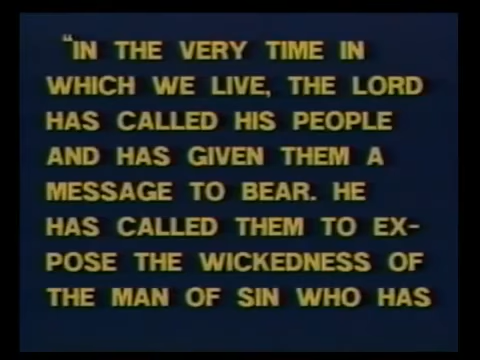 “IN THE VERY TIME IN
WHICH WE LIVE, THE LORD
HAS CALLED HIS PEOPLE
AND HAS GIVEN THEM A
MESSAGE TO BEAR. HE
HAS CALLED THEM TO EX-
POSE THE WICKEDNESS OF
THE MAN OF SIN WHO HAS